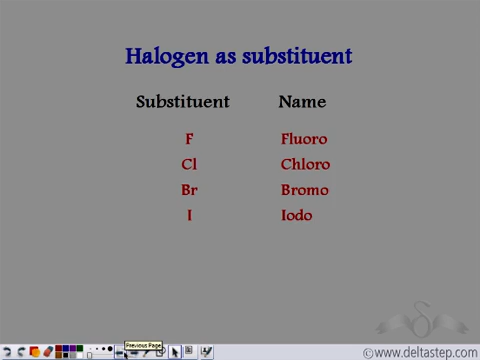 Halogen as substituent
Substituent Name
F Fluoro
Cl Chloro
Br Bromo
I Iodo
Previous Page
©www.deltastep.com